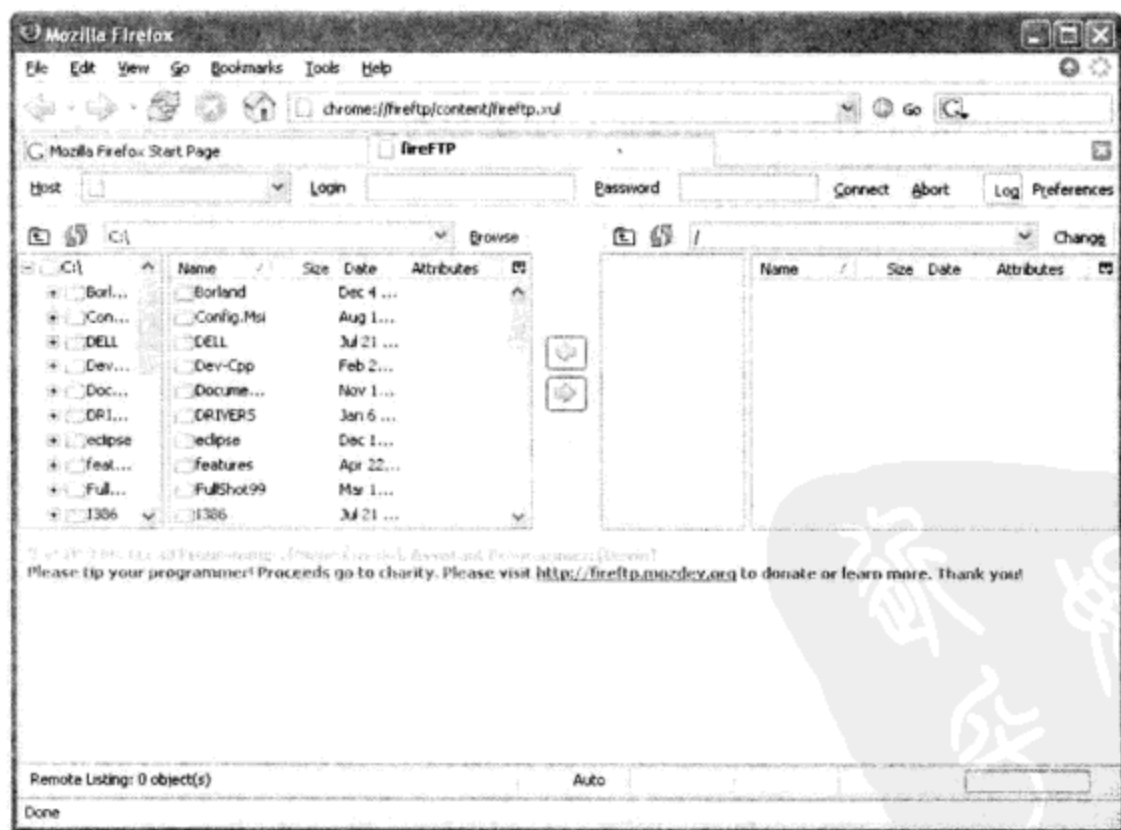 Mozilla Firefox
File Edit View Go Bookmarks Tools Help
chrome://fireftp/content/fireftp.xul Go G
G Mozilla Firefox Start Page fireFTP
Host Login Password Connect Abort Log Preferences
C:\ Browse / Change
C:\ Name / Size Date Attributes Name / Size Date Attributes
Borl... Borland Dec 4 ...
Con... Config.Msi Aug 1...
DELL DELL Jul 21 ...
Dev... Dev-Cpp Feb 2...
Doc... Docume... Nov 1...
DRI... DRIVERS Jan 6 ...
eclipse eclipse Dec 1...
feat... features Apr 22...
Full... FullShot99 Mar 1...
I386 I386 Jul 21 ...
Please tip your programmer! Proceeds go to charity. Please visit http://fireftp.mozdev.org to donate or learn more. Thank you!
Remote Listing: 0 object(s) Auto
Done